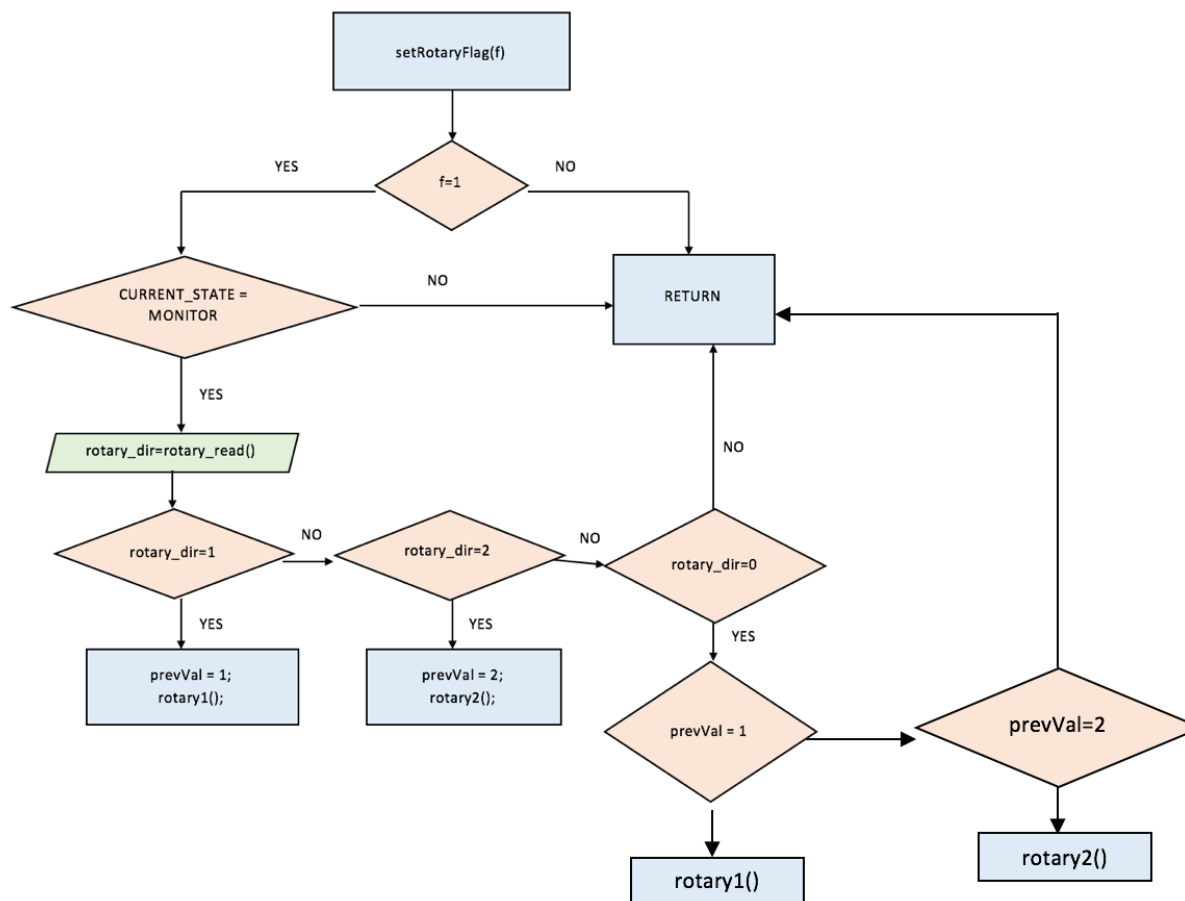 setRotaryFlag(f)
YES
NO
f=1
CURRENT_STATE =
MONITOR
NO
RETURN
YES
rotary_dir=rotary_read()
NO
rotary_dir=1
NO
rotary_dir=2
NO
rotary_dir=0
YES
YES
YES
prevVal = 1;
rotary1();
prevVal = 2;
rotary2();
prevVal = 1
prevVal=2
rotary1()
rotary2()